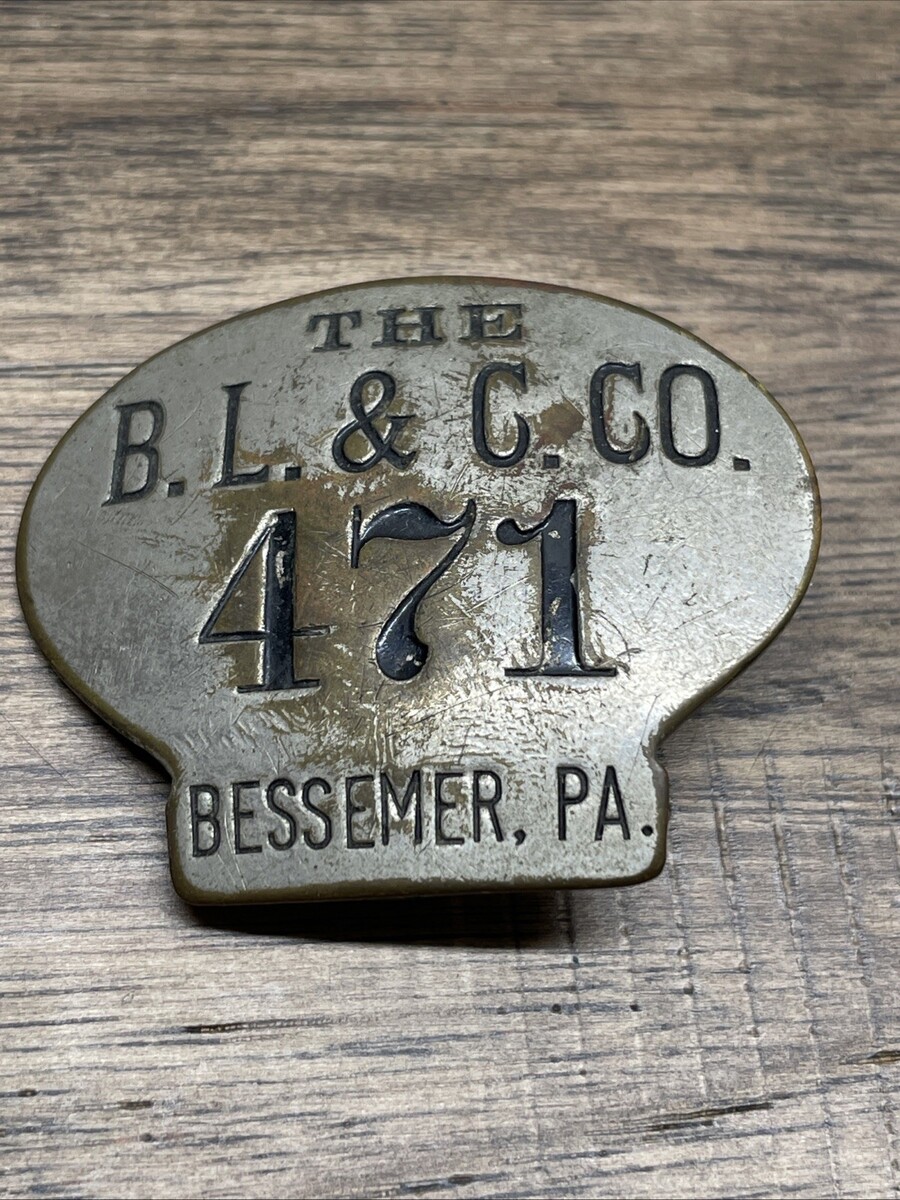 THE
B. L. & C. CO.
471
BESSEMER, PA.